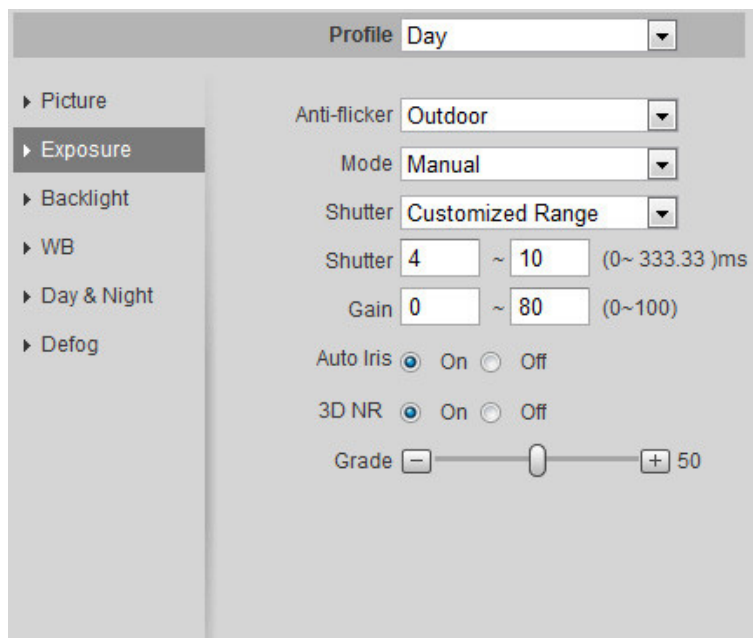 Profile Day
Picture
Exposure
Backlight
WB
Day & Night
Defog
Anti-flicker Outdoor
Mode Manual
Shutter Customized Range
Shutter 4 ~ 10 (0~ 333.33 )ms
Gain 0 ~ 80 (0~100)
Auto Iris On Off
3D NR On Off
Grade 50